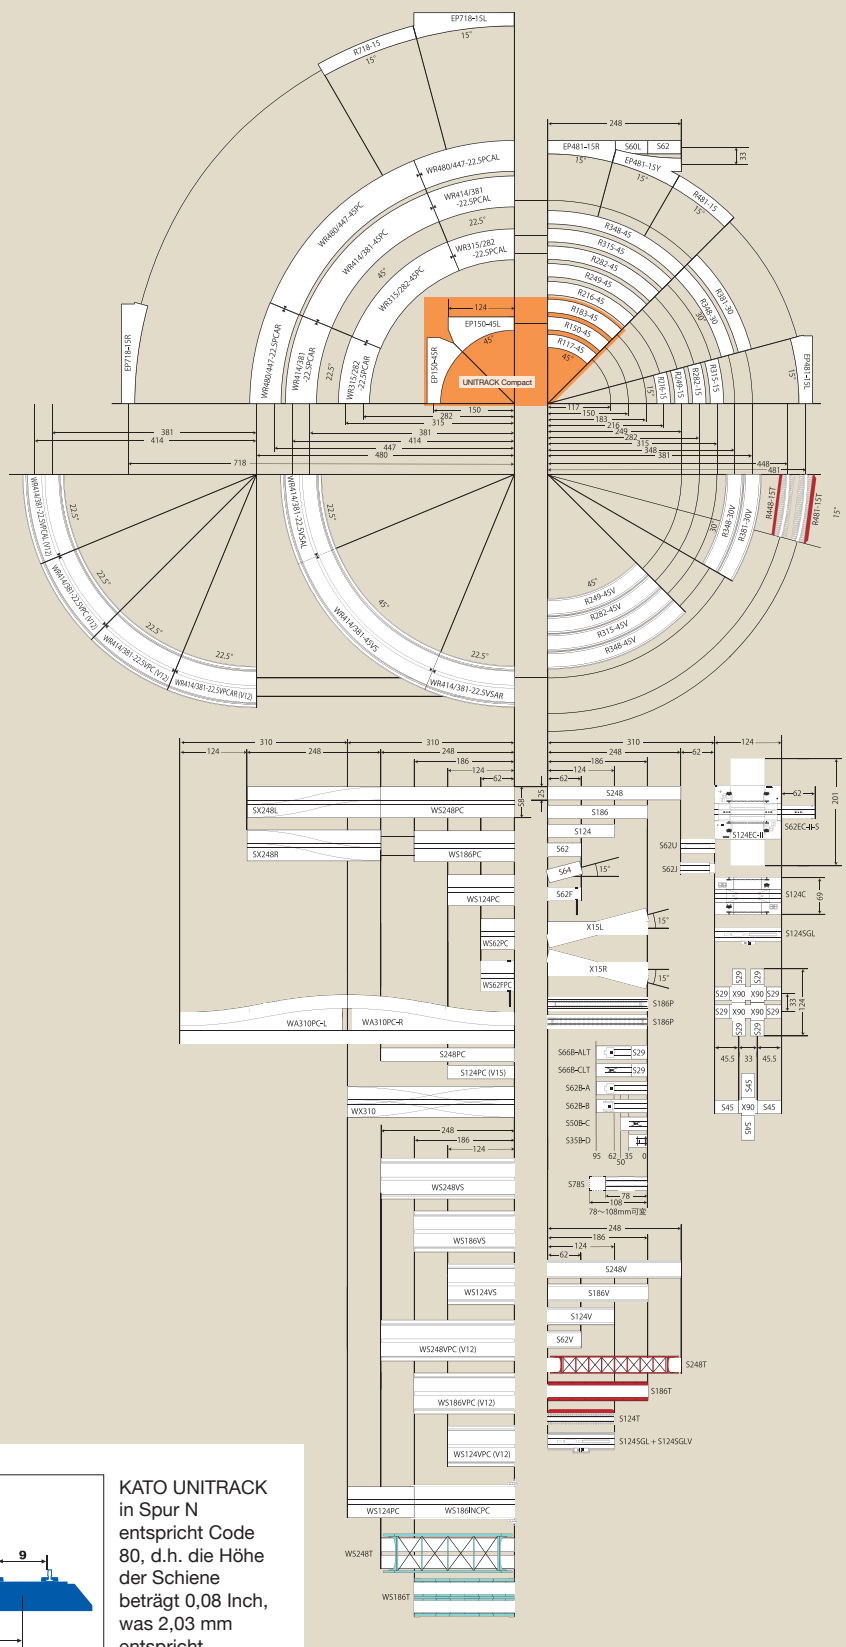 EP718-15L
15°
R718-15
15°
248
EP481-15R
S60L
S62
15°
33
EP481-15Y
15°
R481-15
15°
WR480/447-22.5PCAL
WR414/381
-22.5PCAL
22.5°
WR480/447-45PC
WR414/381-45PC
45°
WR315/282
-22.5PCAL
WR315/282-45PC
R348-45
R315-45
R282-45
R249-45
R216-45
R183-45
R150-45
R117-45
45°
R381-30
R348-30
30°
124
EP150-45L
45°
EP150-45R
UNITRACK Compact
EP718-15R
WR480/447-22.5PCAR
WR414/381
-22.5PCAR
22.5°
WR315/282
-22.5PCAR
15°
R216-15
R249-15
R282-15
R315-15
15°
EP481-15L
150
282
315
381
414
447
480
718
381
414
117
150
183
216
249
282
315
348
381
448
481
WR414/381-22.5VPCAL (V12)
22.5°
WR414/381-22.5VPC (V12)
22.5°
22.5°
WR414/381-22.5VPCAR (V12)
WR414/381-22.5VSAL
22.5°
WR414/381-45VS
45°
22.5°
WR414/381-22.5VSAR
45°
R249-45V
R282-45V
R315-45V
R348-45V
30°
R348-30V
R381-30V
R448-15T
R481-15T
15°
310
310
124
248
248
186
124
62
58
25
SX248L
WS248PC
SX248R
WS186PC
WS124PC
WS62PC
WS62FPC
WA310PC-L
WA310PC-R
S248PC
S124PC (V15)
WX310
310
62
124
186
124
62
S248
S186
S124
S62
S64
15°
S62F
X15L
15°
X15R
15°
S186P
S186P
S62U
S62J
S124EC-II
62
S62EC-II-S
201
S124C
69
S124SGL
S29
S29
S29
X90
X90
S29
S29
X90
X90
S29
S29
S29
33
124
45.5
33
45.5
S45
S45
X90
S45
S45
S66B-ALT
S29
S66B-CLT
S29
S62B-A
S62B-B
S50B-C
S35B-D
95
62
50
35
0
S78S
78
108
78～108mm可変
248
186
124
WS248VS
WS186VS
WS124VS
WS248VPC (V12)
WS186VPC (V12)
WS124VPC (V12)
WS124PC
WS186INCPC
WS248T
WS186T
248
186
124
62
S248V
S186V
S124V
S62V
S248T
S186T
S124T
S124SGL + S124SGLV
9
KATO UNITRACK
in Spur N
entspricht Code
80, d.h. die Höhe
der Schiene
beträgt 0,08 Inch,
was 2,03 mm
entspricht